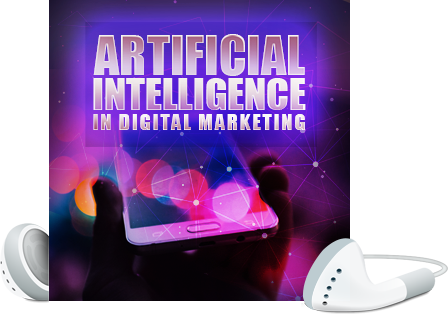 ARTIFICIAL
INTELLIGENCE
IN DIGITAL MARKETING